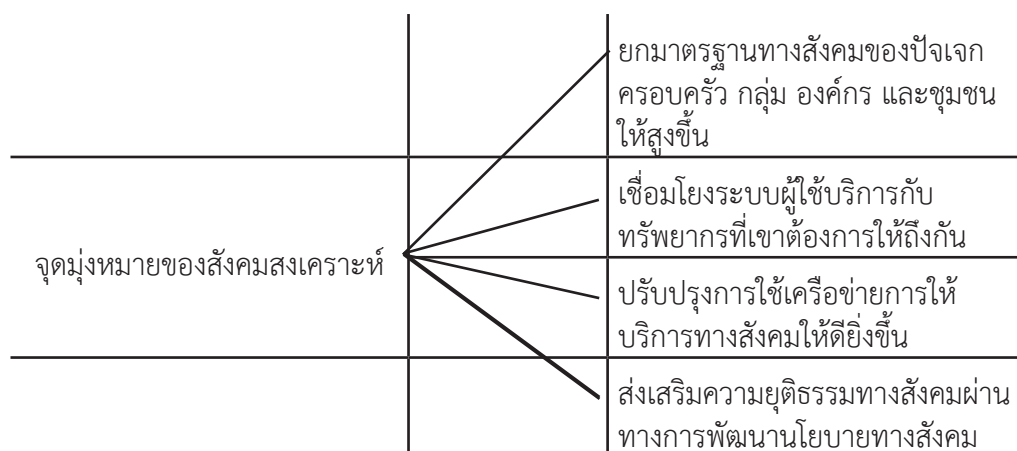 ยกมาตรฐานทางสังคมของปัจเจก
ครอบครัว กลุ่ม องค์กร และชุมชน
ให้สูงขึ้น
เชื่อมโยงระบบผู้ใช้บริการกับ
ทรัพยากรที่เขาต้องการให้ถึงกัน
จุดมุ่งหมายของสังคมสงเคราะห์
ปรับปรุงการใช้เครือข่ายการให้
บริการทางสังคมให้ดียิ่งขึ้น
ส่งเสริมความยุติธรรมทางสังคมผ่าน
ทางการพัฒนานโยบายทางสังคม